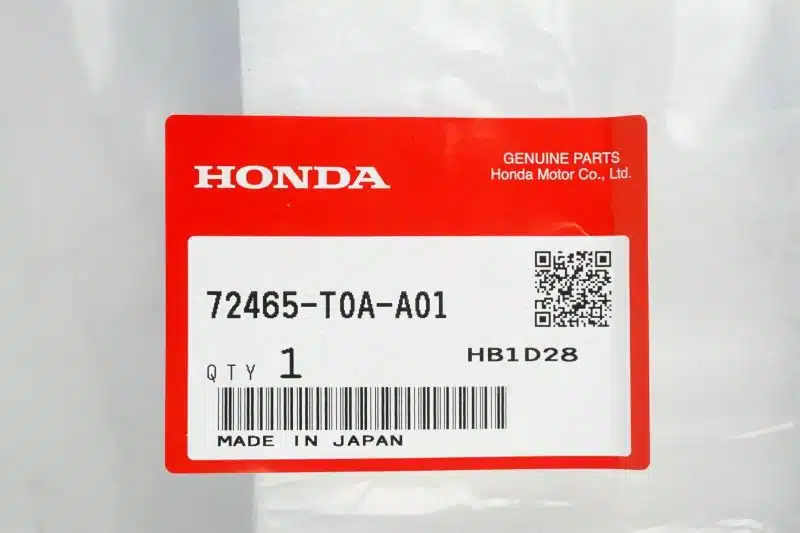 HONDA
GENUINE PARTS
Honda Motor Co., Ltd.
72465-T0A-A01
QTY 1
HB1D28
MADE IN JAPAN